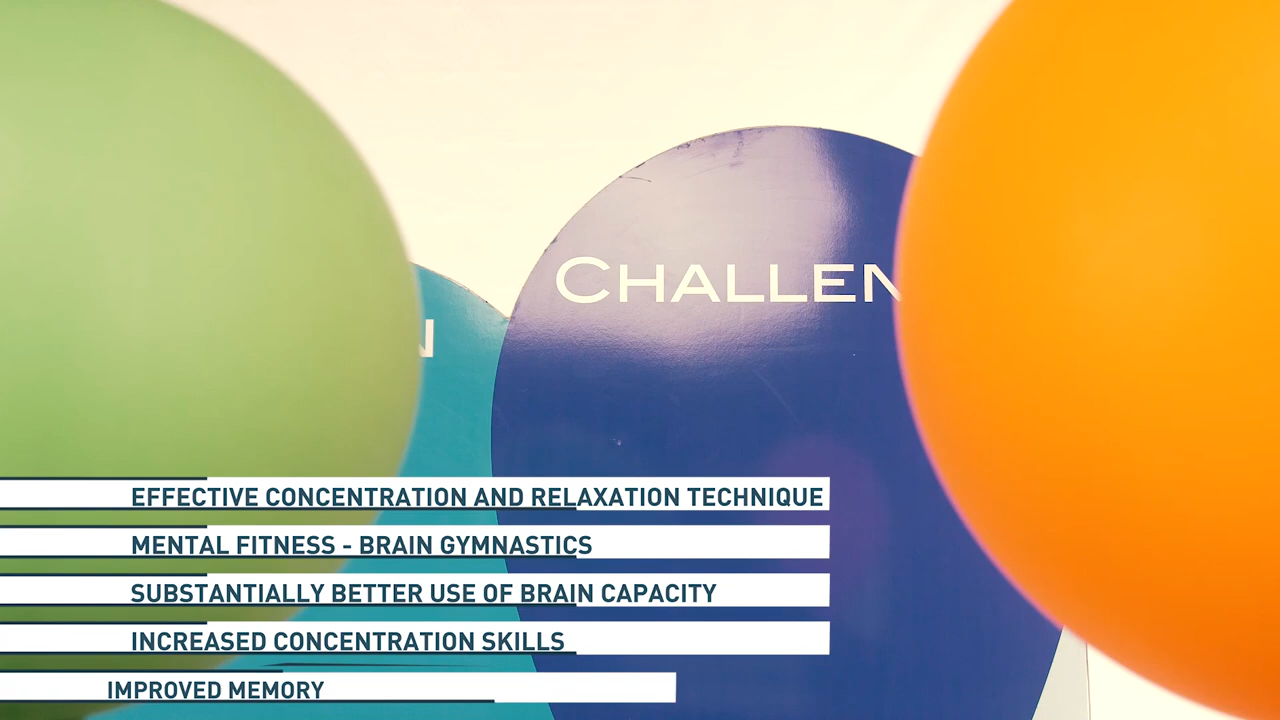 CHALLEN
N
EFFECTIVE CONCENTRATION AND RELAXATION TECHNIQUE
MENTAL FITNESS - BRAIN GYMNASTICS
SUBSTANTIALLY BETTER USE OF BRAIN CAPACITY
INCREASED CONCENTRATION SKILLS
IMPROVED MEMORY